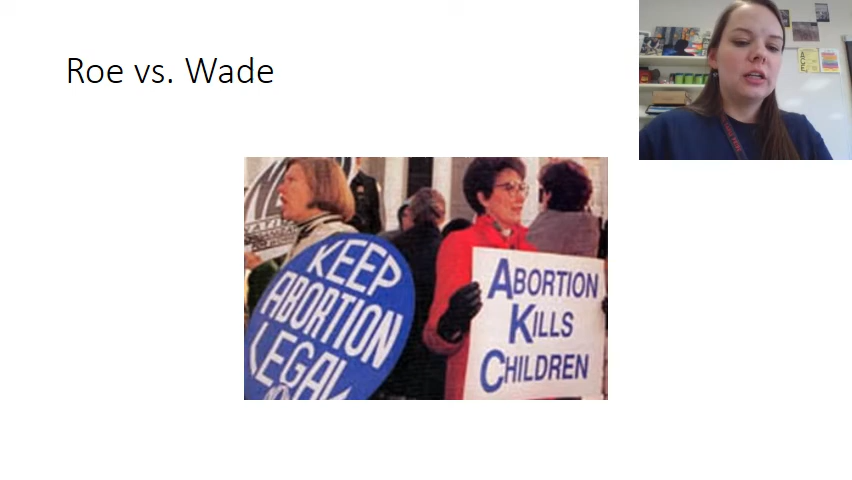 Roe vs. Wade
KEEP
ABORTION
LEGAL
ABORTION
KILLS
CHILDREN